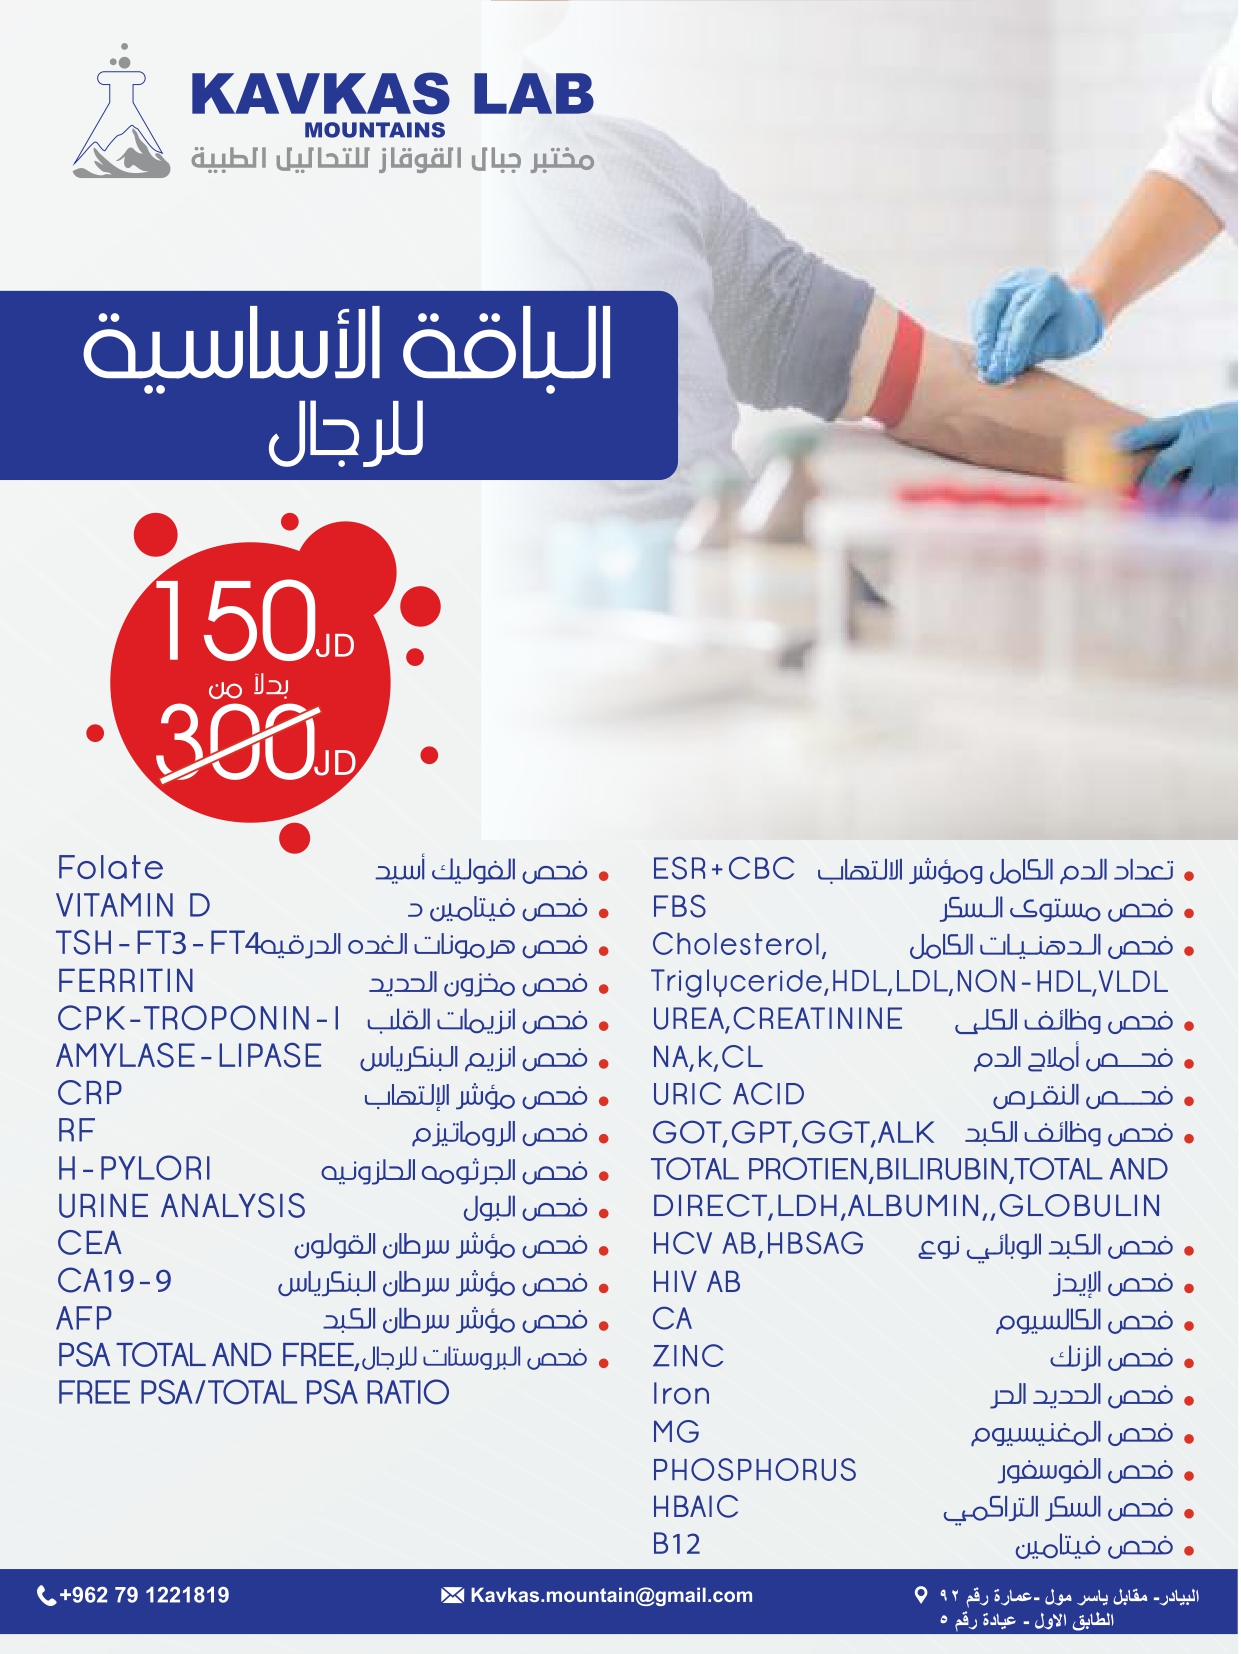 KAVKAS LAB
MOUNTAINS
مختبر جبال القوقاز للتحاليل الطبية
الباقة الأساسية
للرجال
150JD
بدلاً من
300JD
تعداد الدم الكامل ومؤشر الالتهاب ESR+CBC
فحص مستوى السكر FBS
فحص الدهنيات الكامل Cholesterol,
Triglyceride,HDL,LDL,NON-HDL,VLDL
فحص وظائف الكلى UREA,CREATININE
فحص أملاح الدم NA,k,CL
فحص النقرص URIC ACID
فحص وظائف الكبد GOT,GPT,GGT,ALK
TOTAL PROTIEN,BILIRUBIN,TOTAL AND
DIRECT,LDH,ALBUMIN,,GLOBULIN
فحص الكبد الوبائي نوع HCV AB,HBSAG
فحص الإيدز HIV AB
فحص الكالسيوم CA
فحص الزنك ZINC
فحص الحديد الحر Iron
فحص المغنيسيوم MG
فحص الفوسفور PHOSPHORUS
فحص السكر التراكمي HBAIC
فحص فيتامين B12
فحص الفوليك أسيد Folate
فحص فيتامين د VITAMIN D
فحص هرمونات الغده الدرقيه TSH-FT3-FT4
فحص مخزون الحديد FERRITIN
فحص انزيمات القلب CPK-TROPONIN-I
فحص انزيم البنكرياس AMYLASE-LIPASE
فحص مؤشر الإلتهاب CRP
فحص الروماتيزم RF
فحص الجرثومه الحلزونيه H-PYLORI
فحص البول URINE ANALYSIS
فحص مؤشر سرطان القولون CEA
فحص مؤشر سرطان البنكرياس CA19-9
فحص مؤشر سرطان الكبد AFP
فحص البروستات للرجال PSA TOTAL AND FREE,
FREE PSA/TOTAL PSA RATIO
+962 79 1221819
Kavkas.mountain@gmail.com
البيادر- مقابل ياسر مول -عمارة رقم ٩٢
الطابق الاول - عيادة رقم ٥